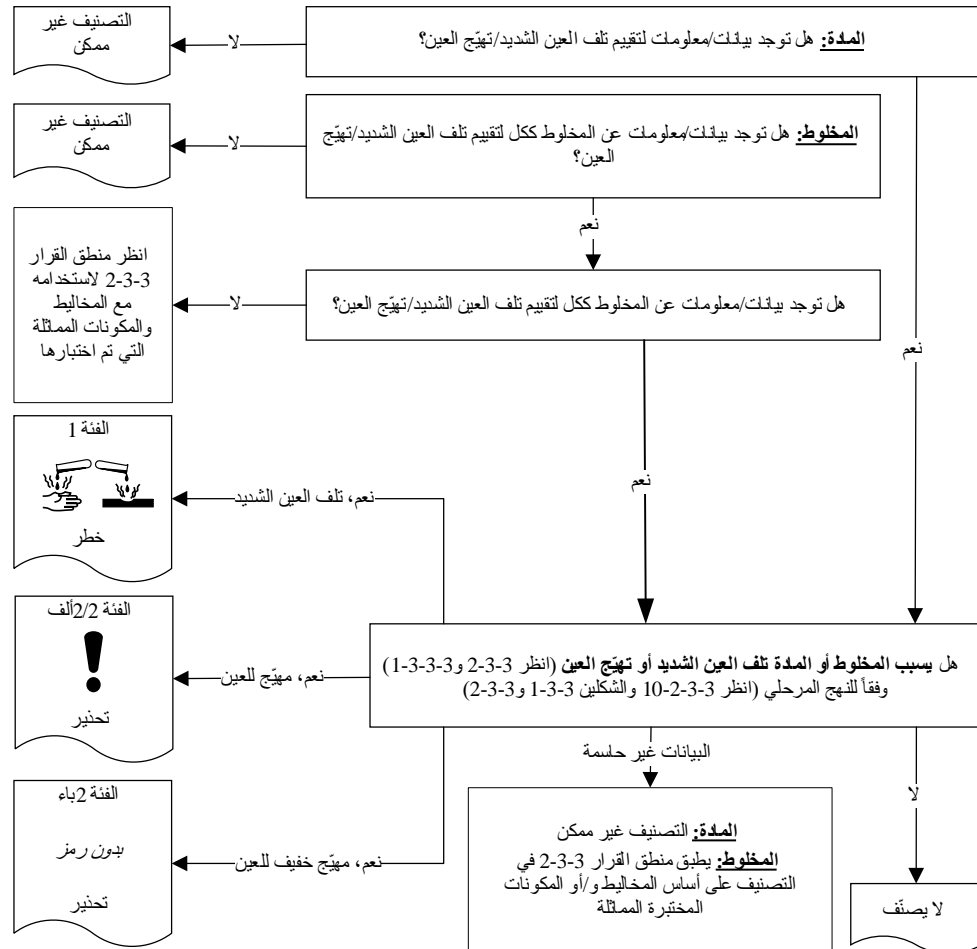 المادة: هل توجد بيانات/معلومات لتقييم تلف العين الشديد/تهيّج العين؟
لا
التصنيف غير
ممكن
المخلوط: هل توجد بيانات/معلومات عن المخلوط ككل لتقييم تلف العين الشديد/تهيّج
العين؟
لا
التصنيف غير
ممكن
نعم
هل توجد بيانات/معلومات عن المخلوط ككل لتقييم تلف العين الشديد/تهيّج العين؟
لا
انظر منطق القرار
3-3-2 لاستخدامه
مع المخاليط
والمكونات المماثلة
التي تم اختبارها
نعم
نعم
الفئة 1
خطر
نعم، تلف العين الشديد
الفئة 2/2ألف
تحذير
نعم، مهيّج للعين
هل يسبب المخلوط أو المادة تلف العين الشديد أو تهيّج العين (انظر 3-3-2 و3-3-3-1)
وفقاً للنهج المرحلي (انظر 3-3-2-10 والشكلين 3-3-1 و3-3-2)
الفئة 2باء
بدون رمز
تحذير
نعم، مهيّج خفيف للعين
البيانات غير حاسمة
المادة: التصنيف غير ممكن
المخلوط: يطبق منطق القرار 3-3-2 في
التصنيف على أساس المخاليط و/أو المكونات
المختبرة المماثلة
لا
لا يصنّف